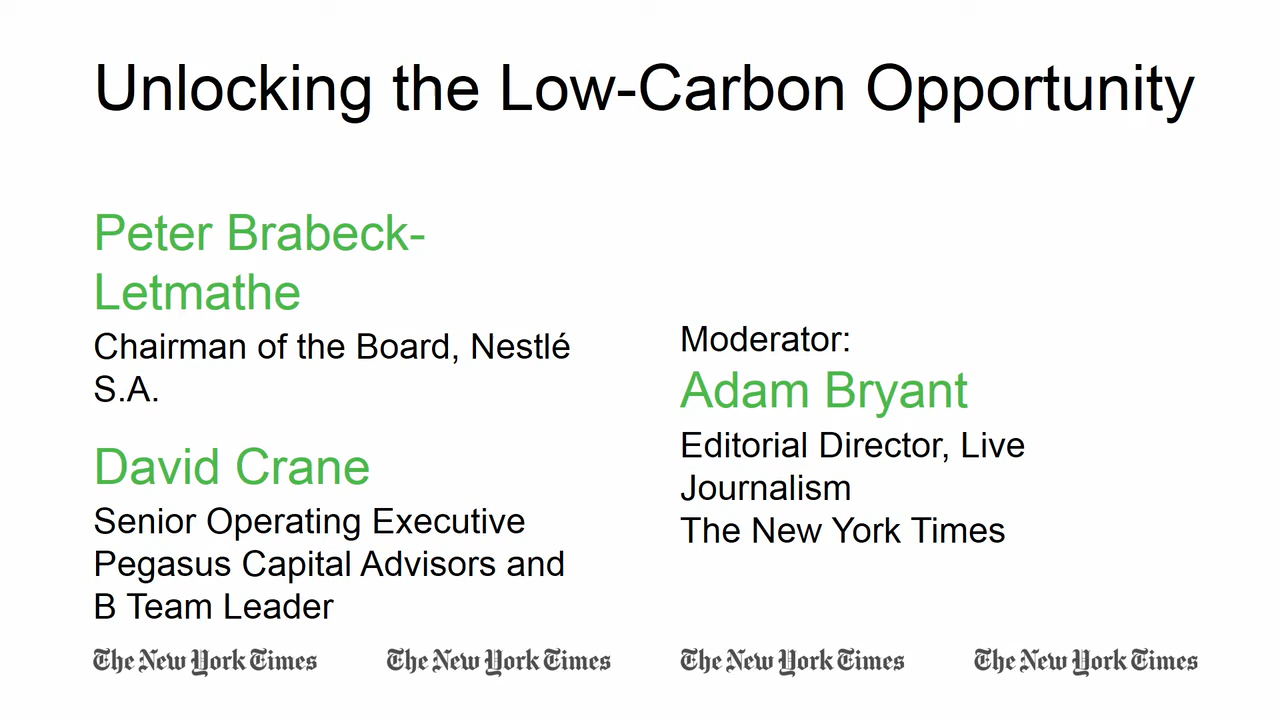 Unlocking the Low-Carbon Opportunity
Peter Brabeck-
Letmathe
Chairman of the Board, Nestlé
S.A.
David Crane
Senior Operating Executive
Pegasus Capital Advisors and
B Team Leader
Moderator:
Adam Bryant
Editorial Director, Live
Journalism
The New York Times
The New York Times
The New York Times
The New York Times
The New York Times